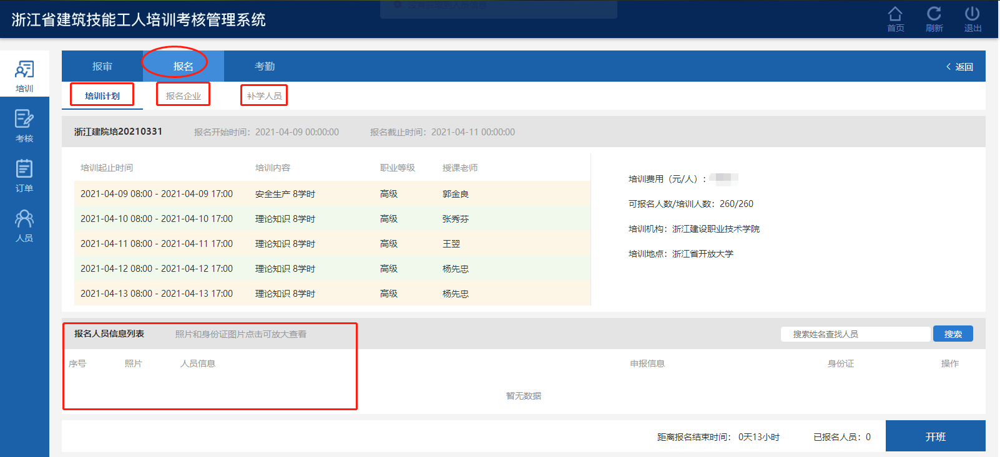 浙江省建筑技能工人培训考核管理系统
首页 刷新 退出
培训
考核
订单
人员
报审 报名 考勤 返回
培训计划 报名企业 补学人员
浙江建院培20210331 报名开始时间：2021-04-09 00:00:00 报名截止时间：2021-04-11 00:00:00
培训起止时间 培训内容 职业等级 授课老师
2021-04-09 08:00 - 2021-04-09 17:00 安全生产 8学时 高级 郭金良
2021-04-10 08:00 - 2021-04-10 17:00 理论知识 8学时 高级 张秀芬
2021-04-11 08:00 - 2021-04-11 17:00 理论知识 8学时 高级 王翌
2021-04-12 08:00 - 2021-04-12 17:00 理论知识 8学时 高级 杨先忠
2021-04-13 08:00 - 2021-04-13 17:00 理论知识 8学时 高级 杨先忠
培训费用（元/人）：
可报名人数/培训人数：260/260
培训机构：浙江建设职业技术学院
培训地点：浙江省开放大学
报名人员信息列表 照片和身份证图片点击可放大查看 搜索姓名查找人员 搜索
序号 照片 人员信息 申报信息 身份证 操作
暂无数据
距离报名结束时间： 0天13小时 已报名人员：0 开班